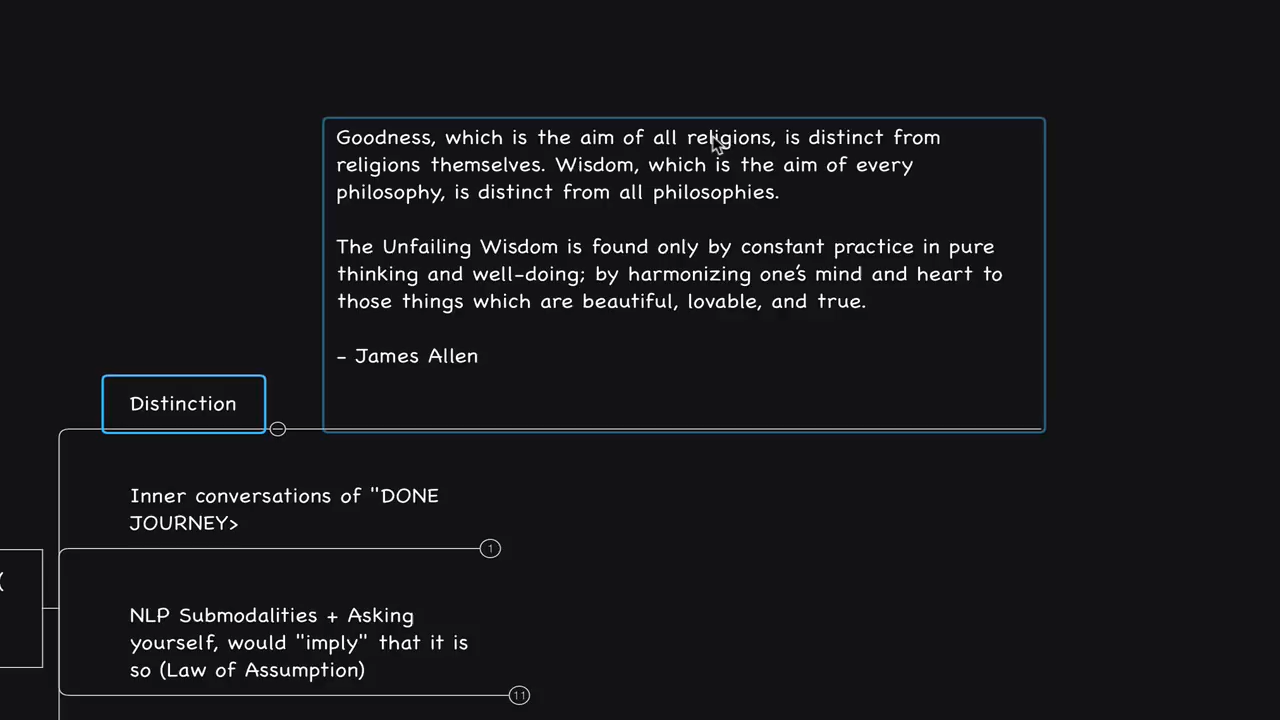 Goodness, which is the aim of all religions, is distinct from
religions themselves. Wisdom, which is the aim of every
philosophy, is distinct from all philosophies.
The Unfailing Wisdom is found only by constant practice in pure
thinking and well-doing; by harmonizing one's mind and heart to
those things which are beautiful, lovable, and true.
- James Allen
Distinction
Inner conversations of "DONE
JOURNEY>
1
NLP Submodalities + Asking
yourself, would "imply" that it is
so (Law of Assumption)
11